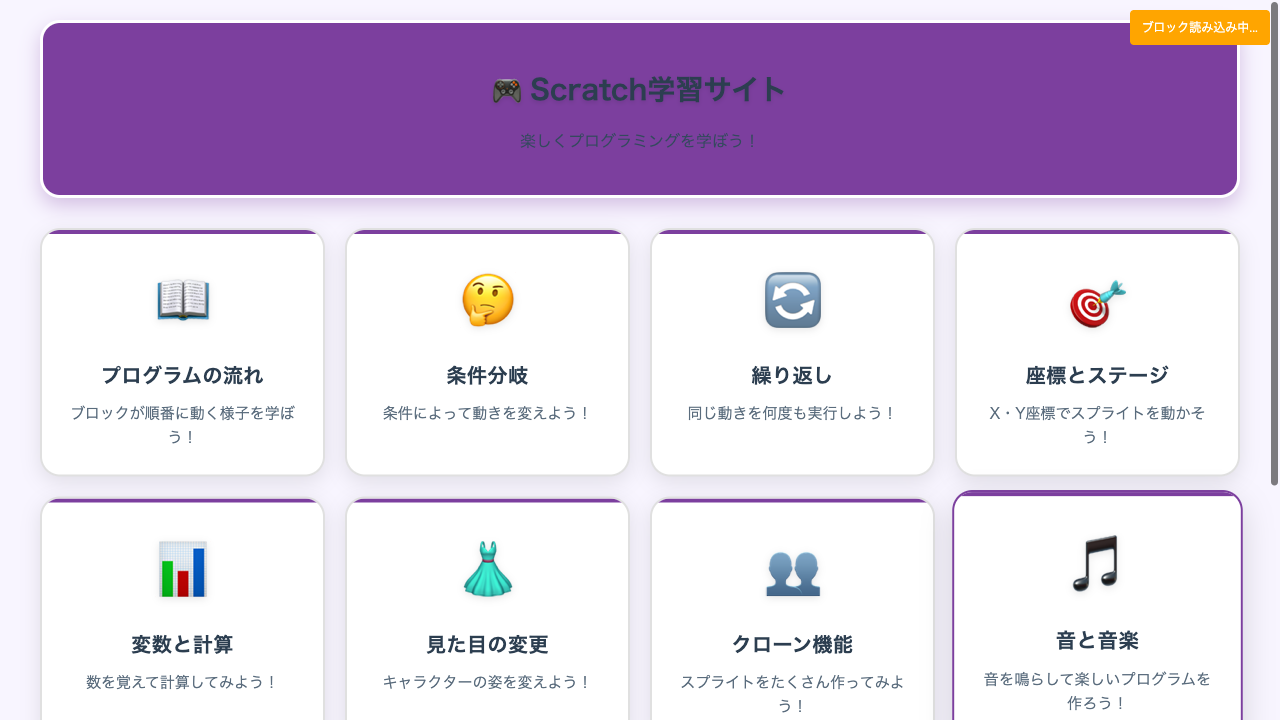 ブロック読み込み中...
🎮 Scratch学習サイト
楽しくプログラミングを学ぼう！
プログラムの流れ
ブロックが順番に動く様子を学ぼ
う！
条件分岐
条件によって動きを変えよう！
繰り返し
同じ動きを何度も実行しよう！
座標とステージ
X・Y座標でスプライトを動かそ
う！
変数と計算
数を覚えて計算してみよう！
見た目の変更
キャラクターの姿を変えよう！
クローン機能
スプライトをたくさん作ってみよ
う！
音と音楽
音を鳴らして楽しいプログラムを
作ろう！